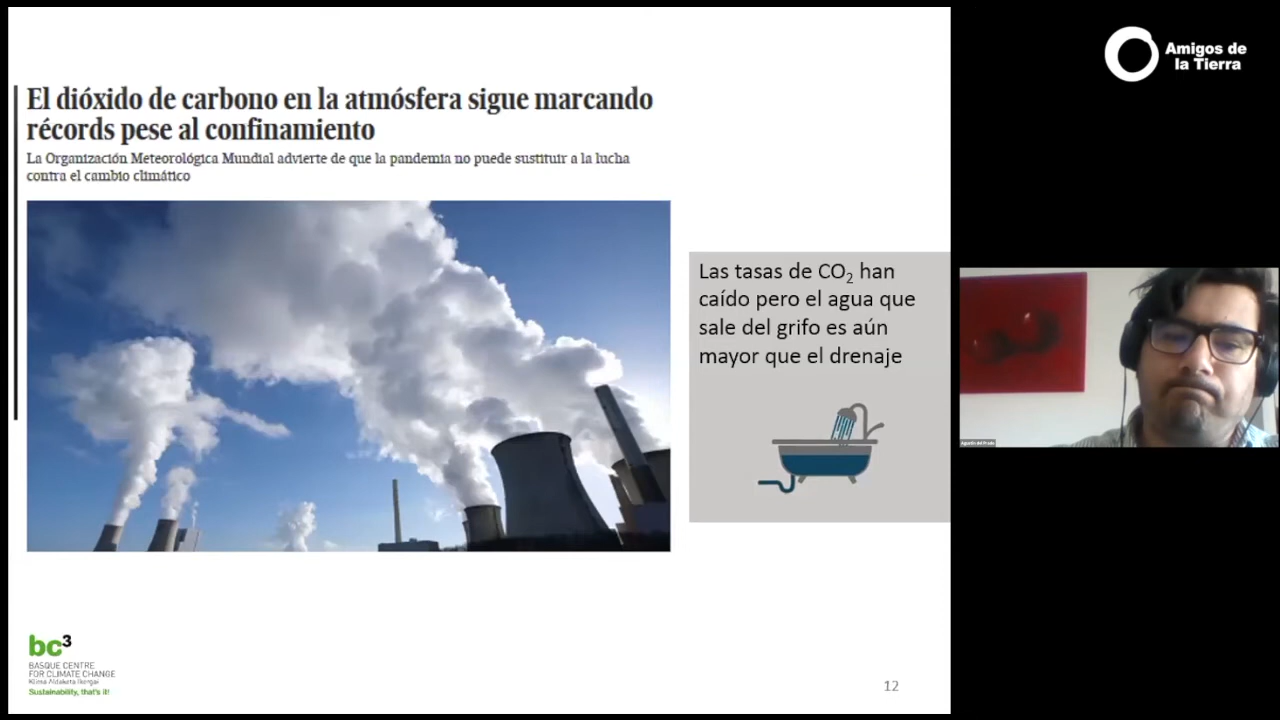 El dióxido de carbono en la atmósfera sigue marcando
récords pese al confinamiento
La Organización Meteorológica Mundial advierte de que la pandemia no puede sustituir a la lucha
contra el cambio climático
Las tasas de CO₂ han
caído pero el agua que
sale del grifo es aún
mayor que el drenaje
bc³
BASQUE CENTRE
FOR CLIMATE CHANGE
Klima Aldaketa Ikergai
Sustainability, that's it!
12
Amigos de
la Tierra
Agustin del Prado